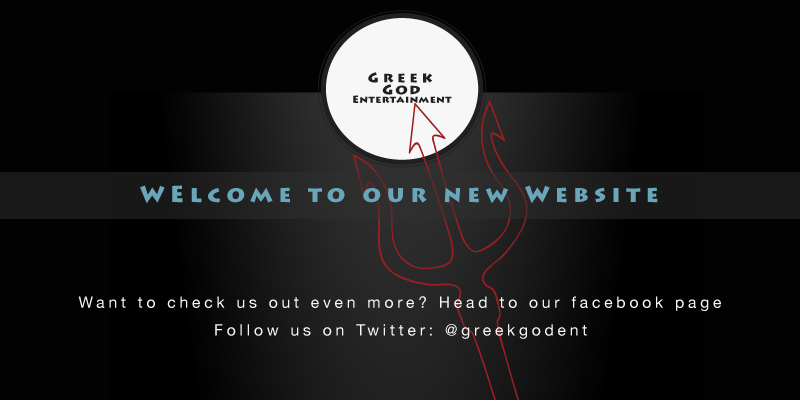 Greek
God
Entertainment
WElcome to our new Website
Want to check us out even more? Head to our facebook page
Follow us on Twitter: @greekgodent